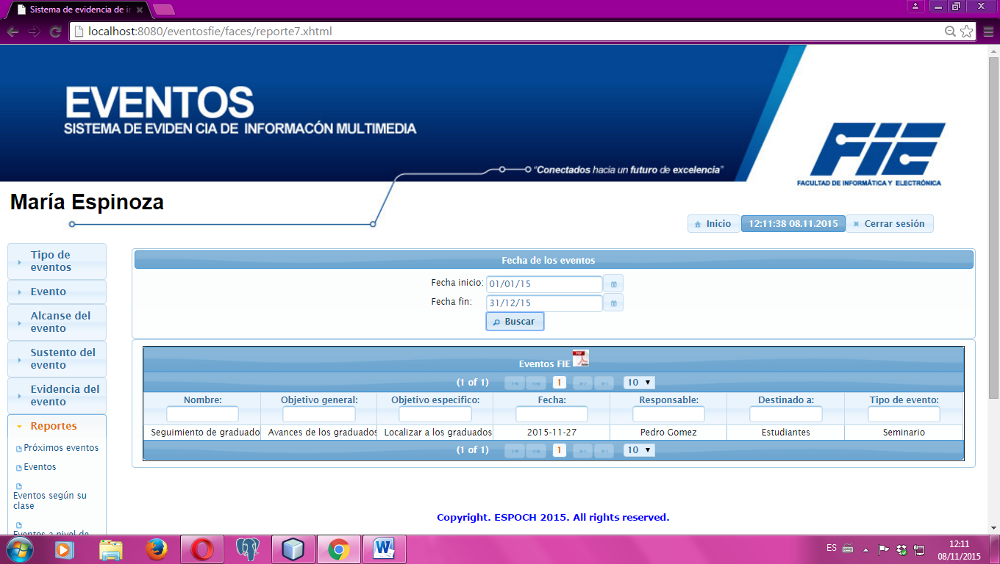 Sistema de evidencia de i
localhost:8080/eventosfie/faces/reporte7.xhtml
EVENTOS
SISTEMA DE EVIDEN CIA DE INFORMACÓN MULTIMEDIA
"Conectados hacia un futuro de excelencia"
FIE
FACULTAD DE INFORMÁTICA Y ELECTRÓNICA
María Espinoza
Inicio 12:11:38 08.11.2015 Cerrar sesión
Tipo de
eventos
Evento
Alcanse del
evento
Sustento del
evento
Evidencia del
evento
Reportes
Próximos eventos
Eventos
Eventos según su
clase
Eventos a nivel de
Fecha de los eventos
Fecha inicio: 01/01/15
Fecha fin: 31/12/15
Buscar
Eventos FIE PDF
(1 of 1) 1 10
Nombre: Objetivo general: Objetivo especifico: Fecha: Responsable: Destinado a: Tipo de evento:
Seguimiento de graduado Avances de los graduados Localizar a los graduados 2015-11-27 Pedro Gomez Estudiantes Seminario
(1 of 1) 1 10
Copyright. ESPOCH 2015. All rights reserved.
ES 12:11
08/11/2015